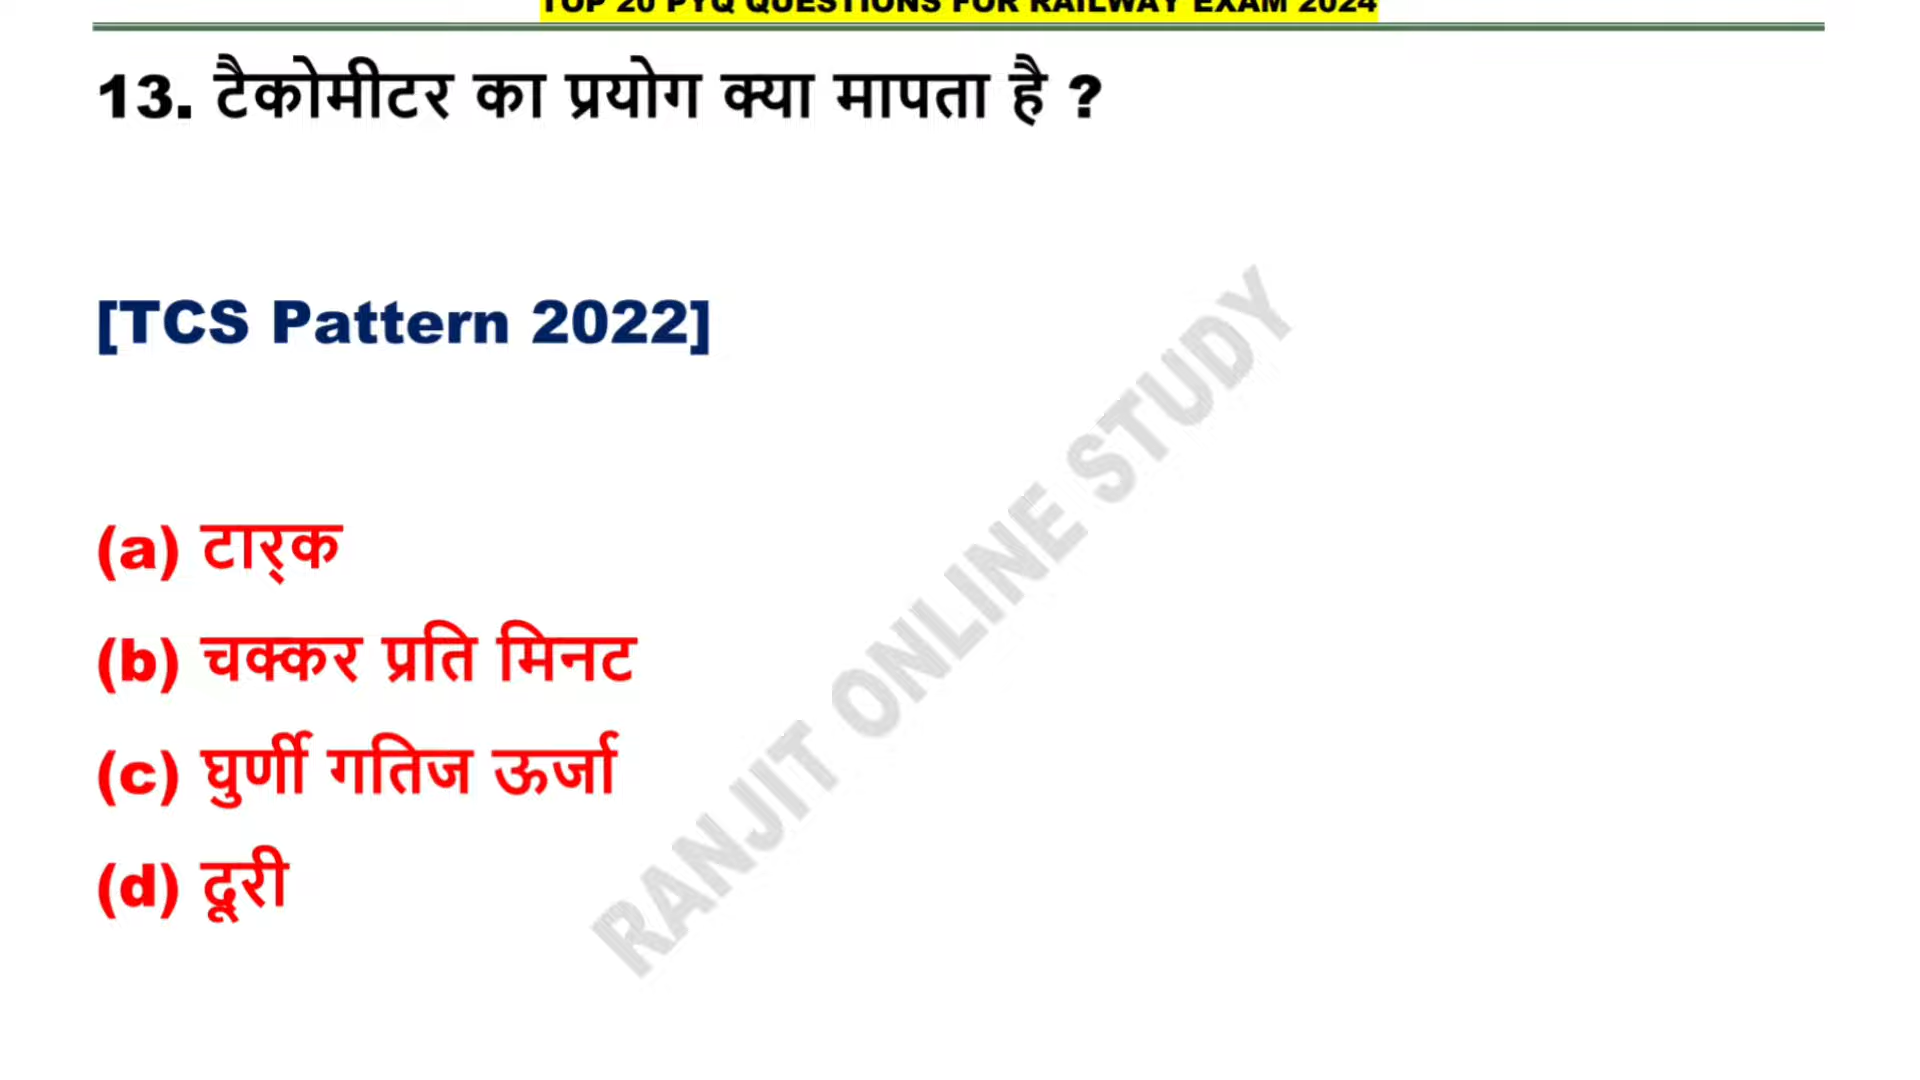 TOP 20 PYQ QUESTIONS FOR RAILWAY EXAM 2024
13. टैकोमीटर का प्रयोग क्या मापता है ?
[TCS Pattern 2022]
(a) टार्‌क
(b) चक्कर प्रति मिनट
(c) घुर्णी गतिज ऊर्जा
(d) दूरी
RANJIT ONLINE STUDY